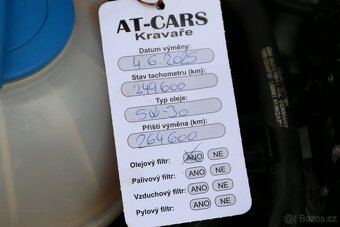 AT-CARS
Kravaře
Datum výměny:
4.6.2025
Stav tachometru (km):
249600
Typ oleje:
5W-30
Příští výměna (km):
264600
Olejový filtr: ANO NE
Palivový filtr: ANO NE
Vzduchový filtr: ANO NE
Pylový filtr: ANO NE
Bazos.cz